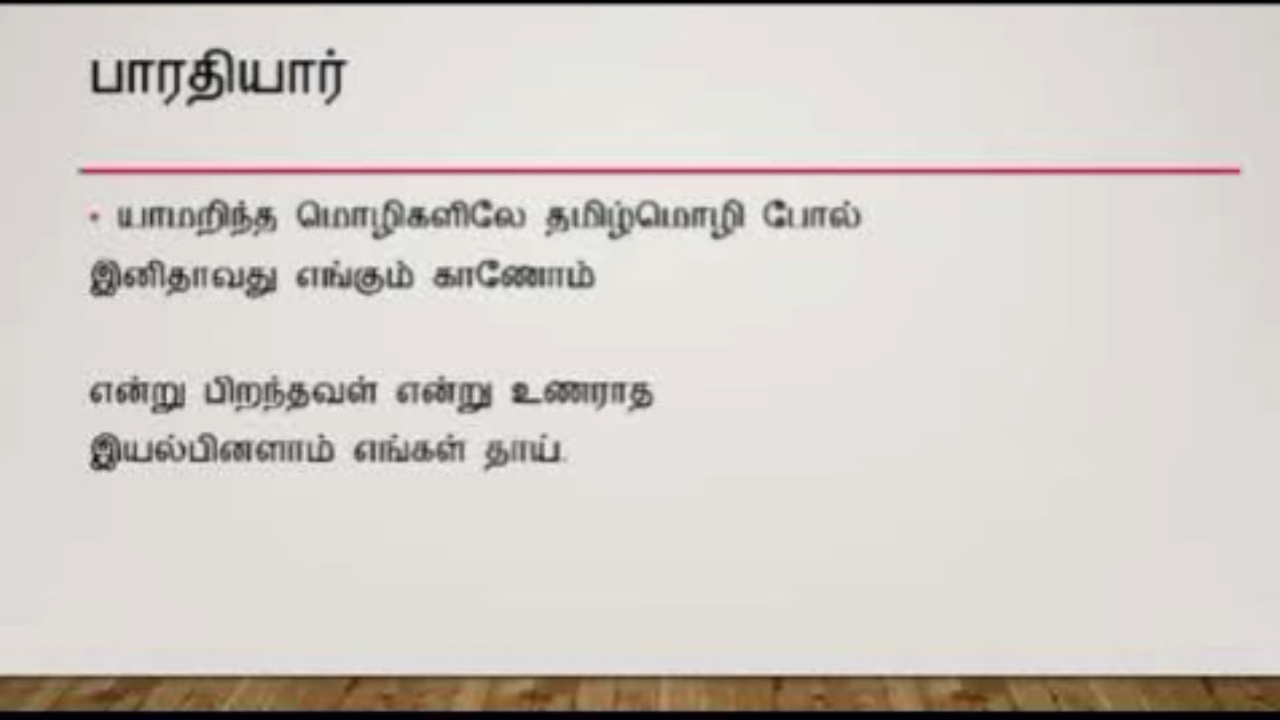 பாரதியார்
• யாமறிந்த மொழிகளிலே தமிழ்மொழி போல்
இனிதாவது எங்கும் காணோம்
என்று பிறந்தவள் என்று உணராத
இயல்பினளாம் எங்கள் தாய்.